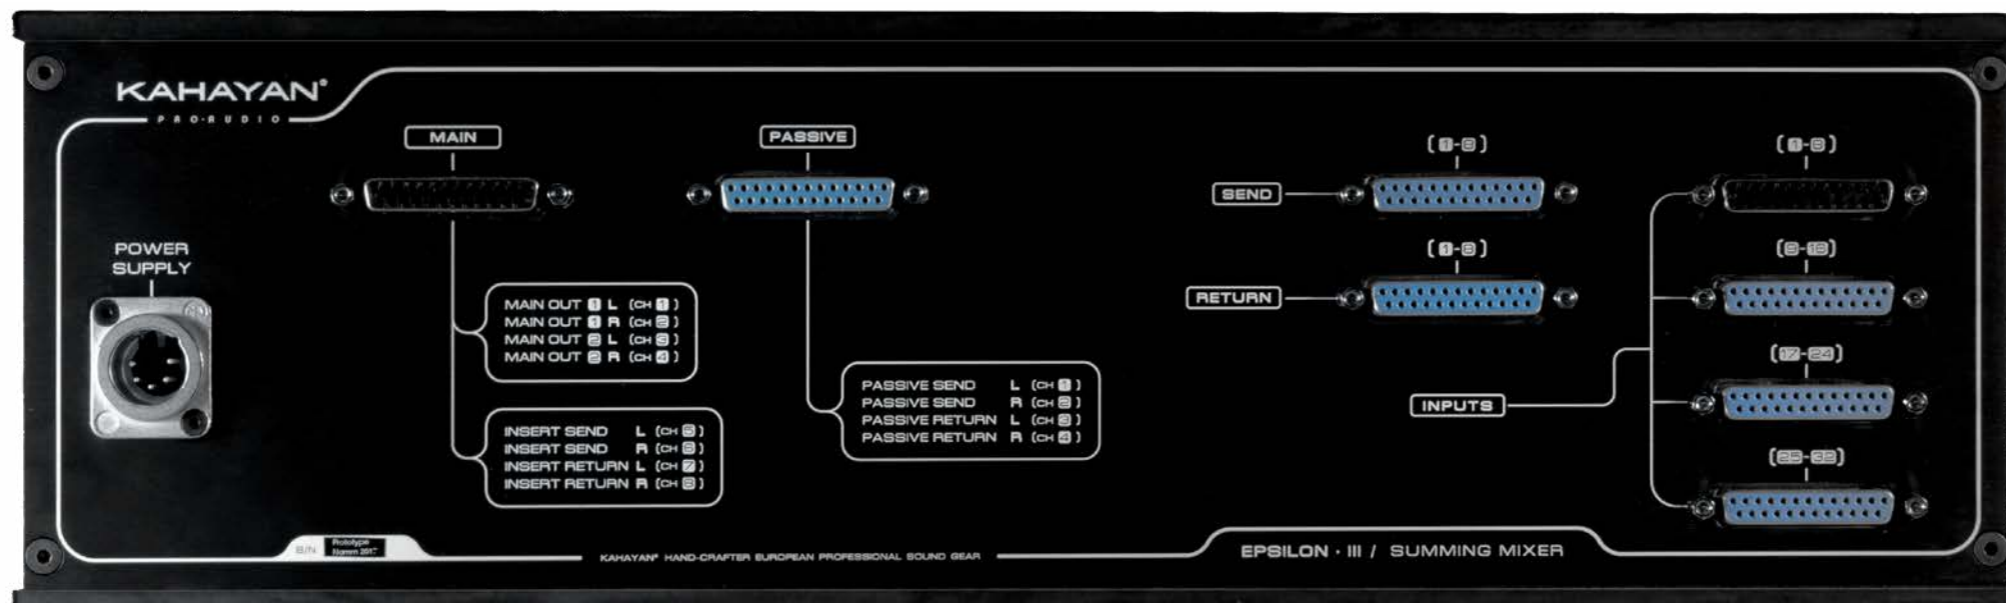 KAHAYAN®
PRO·AUDIO
MAIN
PASSIVE
(1-8)
(1-8)
SEND
POWER
SUPPLY
(1-8)
(9-16)
RETURN
MAIN OUT 1 L (CH 1)
MAIN OUT 1 R (CH 2)
MAIN OUT 2 L (CH 3)
MAIN OUT 2 R (CH 4)
(17-24)
PASSIVE SEND L (CH 1)
PASSIVE SEND R (CH 2)
PASSIVE RETURN L (CH 3)
PASSIVE RETURN R (CH 4)
INPUTS
INSERT SEND L (CH 5)
INSERT SEND R (CH 6)
INSERT RETURN L (CH 7)
INSERT RETURN R (CH 8)
(25-32)
S/N
Prototype
Namm 2017
KAHAYAN® HAND-CRAFTER EUROPEAN PROFESSIONAL SOUND GEAR
EPSILON · III / SUMMING MIXER